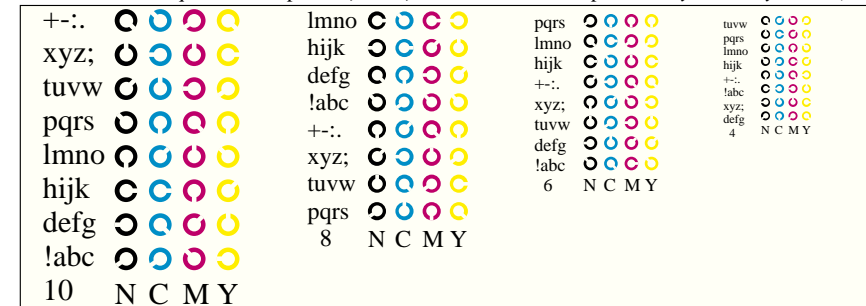 +-:.
xyz;
tuvw
pqrs
lmno
hijk
defg
!abc
10 N C M Y
lmno
hijk
defg
!abc
+-:.
xyz;
tuvw
pqrs
8 N C M Y
pqrs
lmno
hijk
+-:.
xyz;
tuvw
defg
!abc
6 N C M Y
tuvw
pqrs
lmno
hijk
+-:.
!abc
xyz;
defg
4 N C M Y